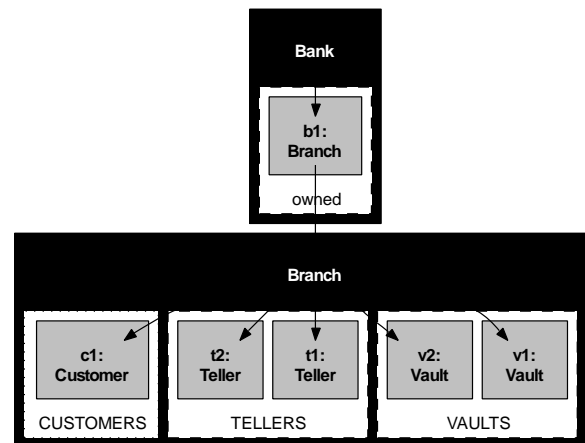 Bank
b1:
Branch
owned
Branch
c1:
Customer
t2:
Teller
t1:
Teller
v2:
Vault
v1:
Vault
CUSTOMERS
TELLERS
VAULTS